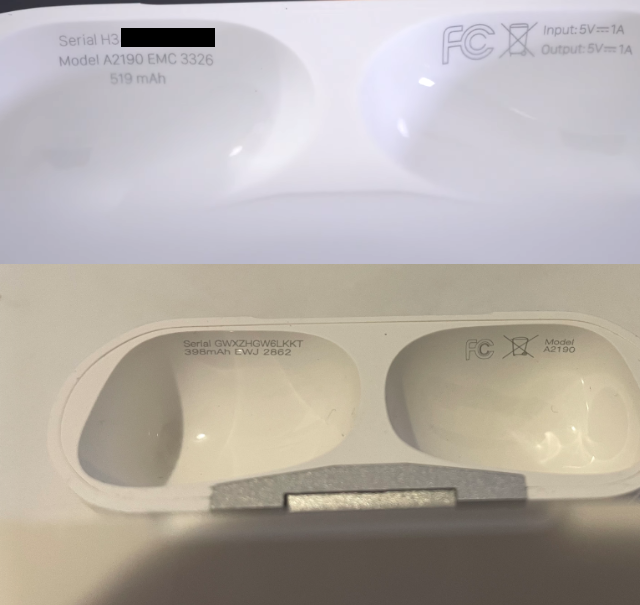 Serial H3
Model A2190 EMC 3326
519 mAh
FC
Input: 5V⎓1A
Output: 5V⎓1A
Serial GWXZHGW6LKKT
398mAh EWJ 2862
FC
Model
A2190